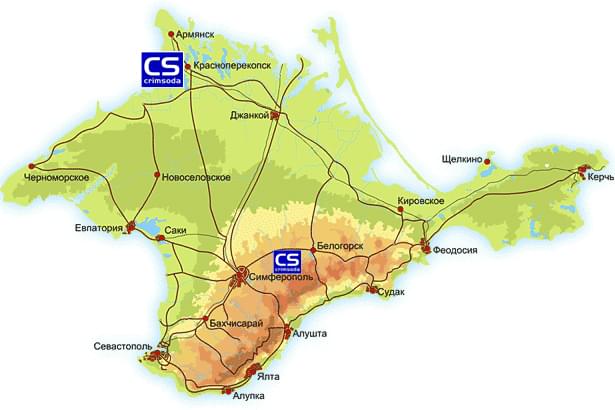 Армянск
CS
crimsoda
Красноперекопск
Джанкой
Щелкино
Керчь
Черноморское
Новоселовское
Кировское
Евпатория
Саки
Белогорск
Феодосия
CS
crimsoda
Симферополь
Судак
Бахчисарай
Алушта
Севастополь
Ялта
Алупка